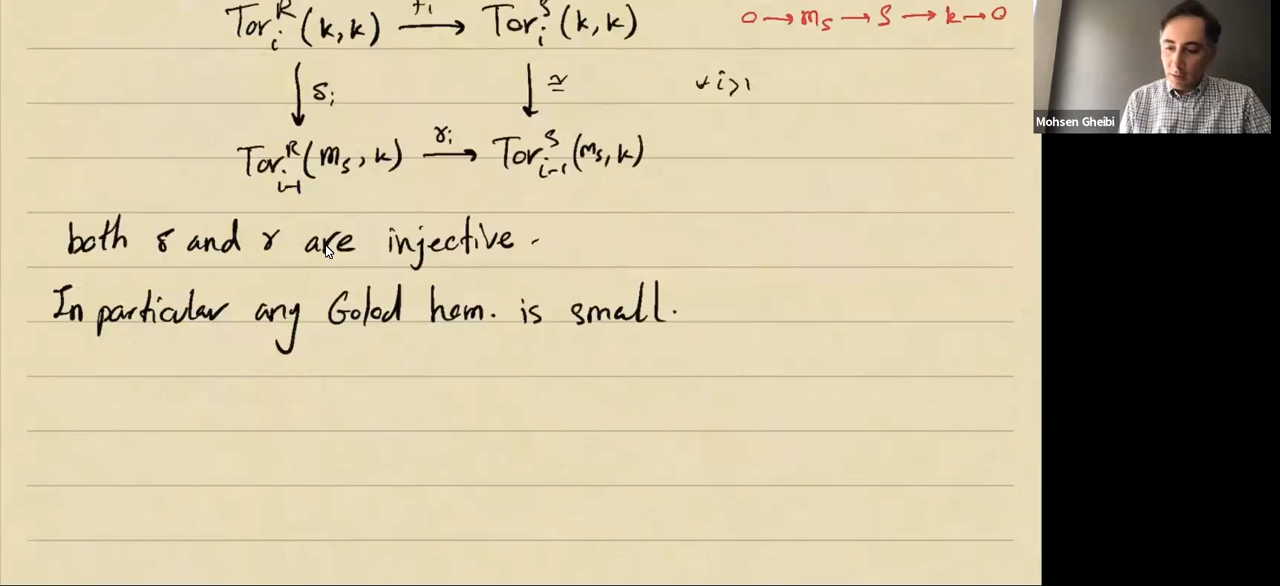 Tor_i^R(k,k) → Tor_i^S(k,k) 0 → m_S → S → k → 0
δ_i ≅ ∀ i>1
Tor_{i-1}^R(m_S, k) →^{γ_i} Tor_{i-1}^S(m_S, k)
Mohsen Gheibi
both δ and γ are injective.
In particular any Golod hom. is small.